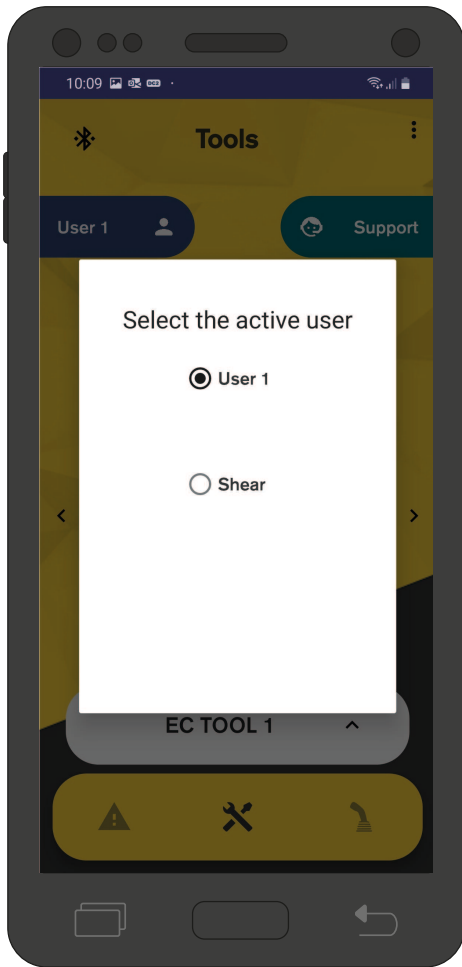 10:09
Tools
User 1
Support
Select the active user
User 1
Shear
EC TOOL 1